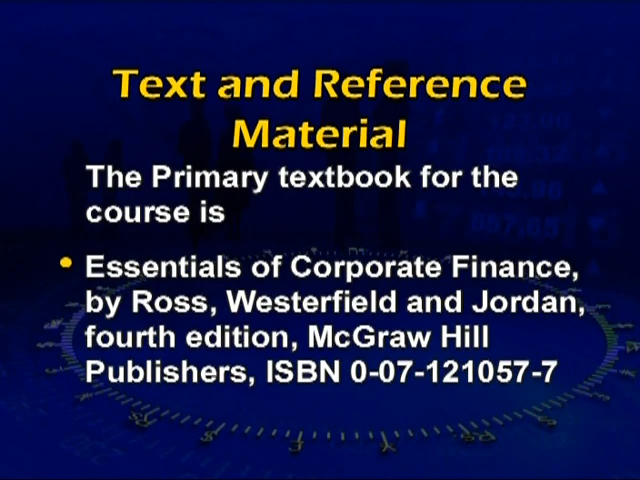 Text and Reference
Material
The Primary textbook for the
course is
• Essentials of Corporate Finance,
by Ross, Westerfield and Jordan,
fourth edition, McGraw Hill
Publishers, ISBN 0-07-121057-7